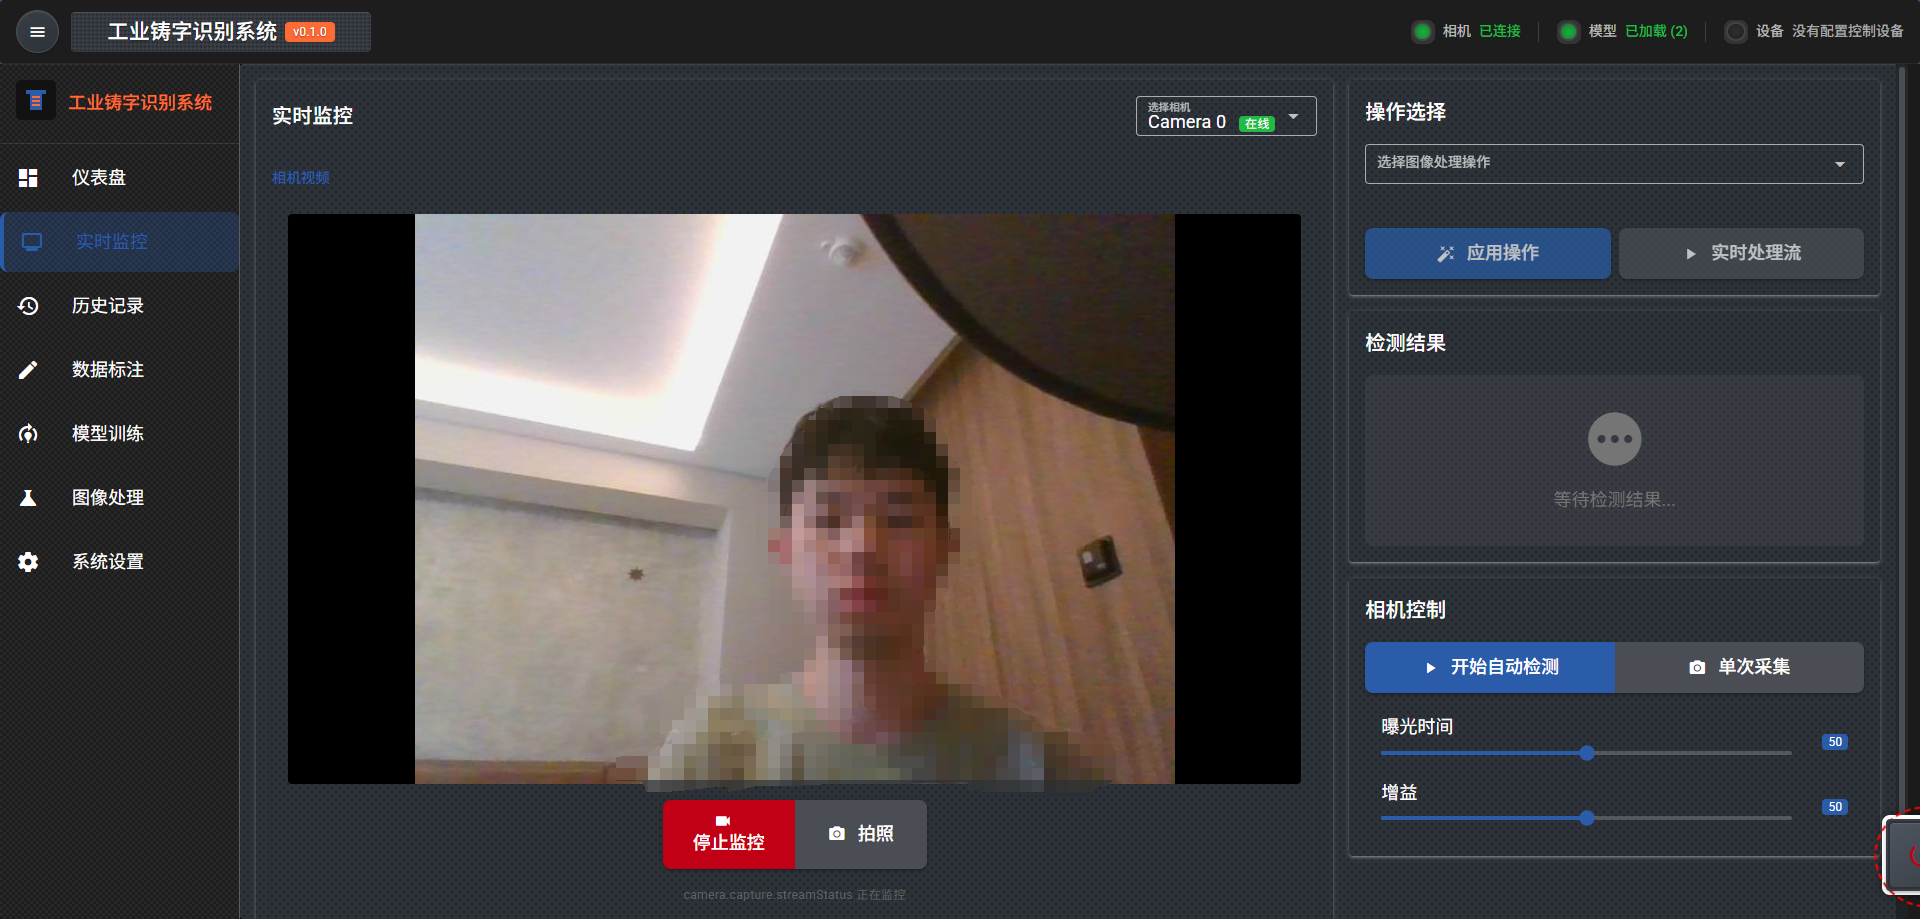 工业铸字识别系统 v0.1.0
相机 已连接
模型 已加载 (2)
设备 没有配置控制设备
工业铸字识别系统
仪表盘
实时监控
历史记录
数据标注
模型训练
图像处理
系统设置
实时监控
选择相机
Camera 0 在线
相机视频
停止监控
拍照
camera.capture.streamStatus 正在监控
操作选择
选择图像处理操作
应用操作
实时处理流
检测结果
等待检测结果...
相机控制
开始自动检测
单次采集
曝光时间
50
增益
50